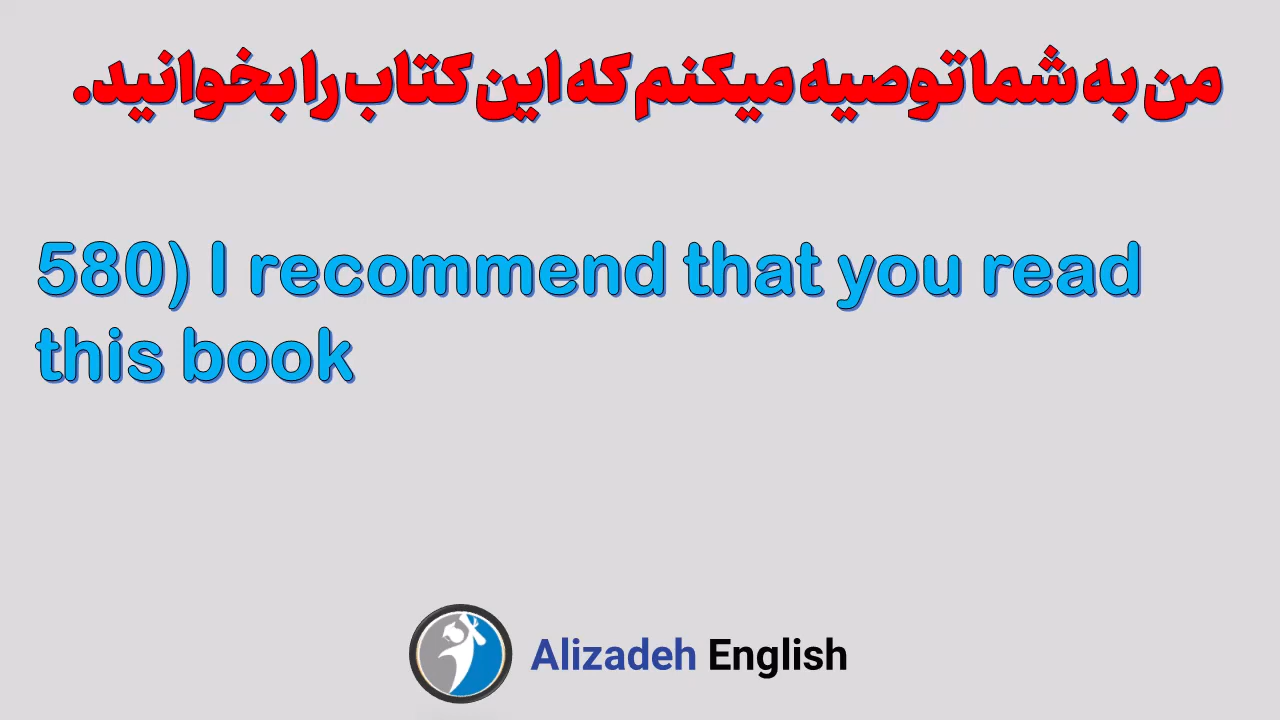 من به شما توصیه میکنم که این کتاب را بخوانید.
580) I recommend that you read
this book
Alizadeh English